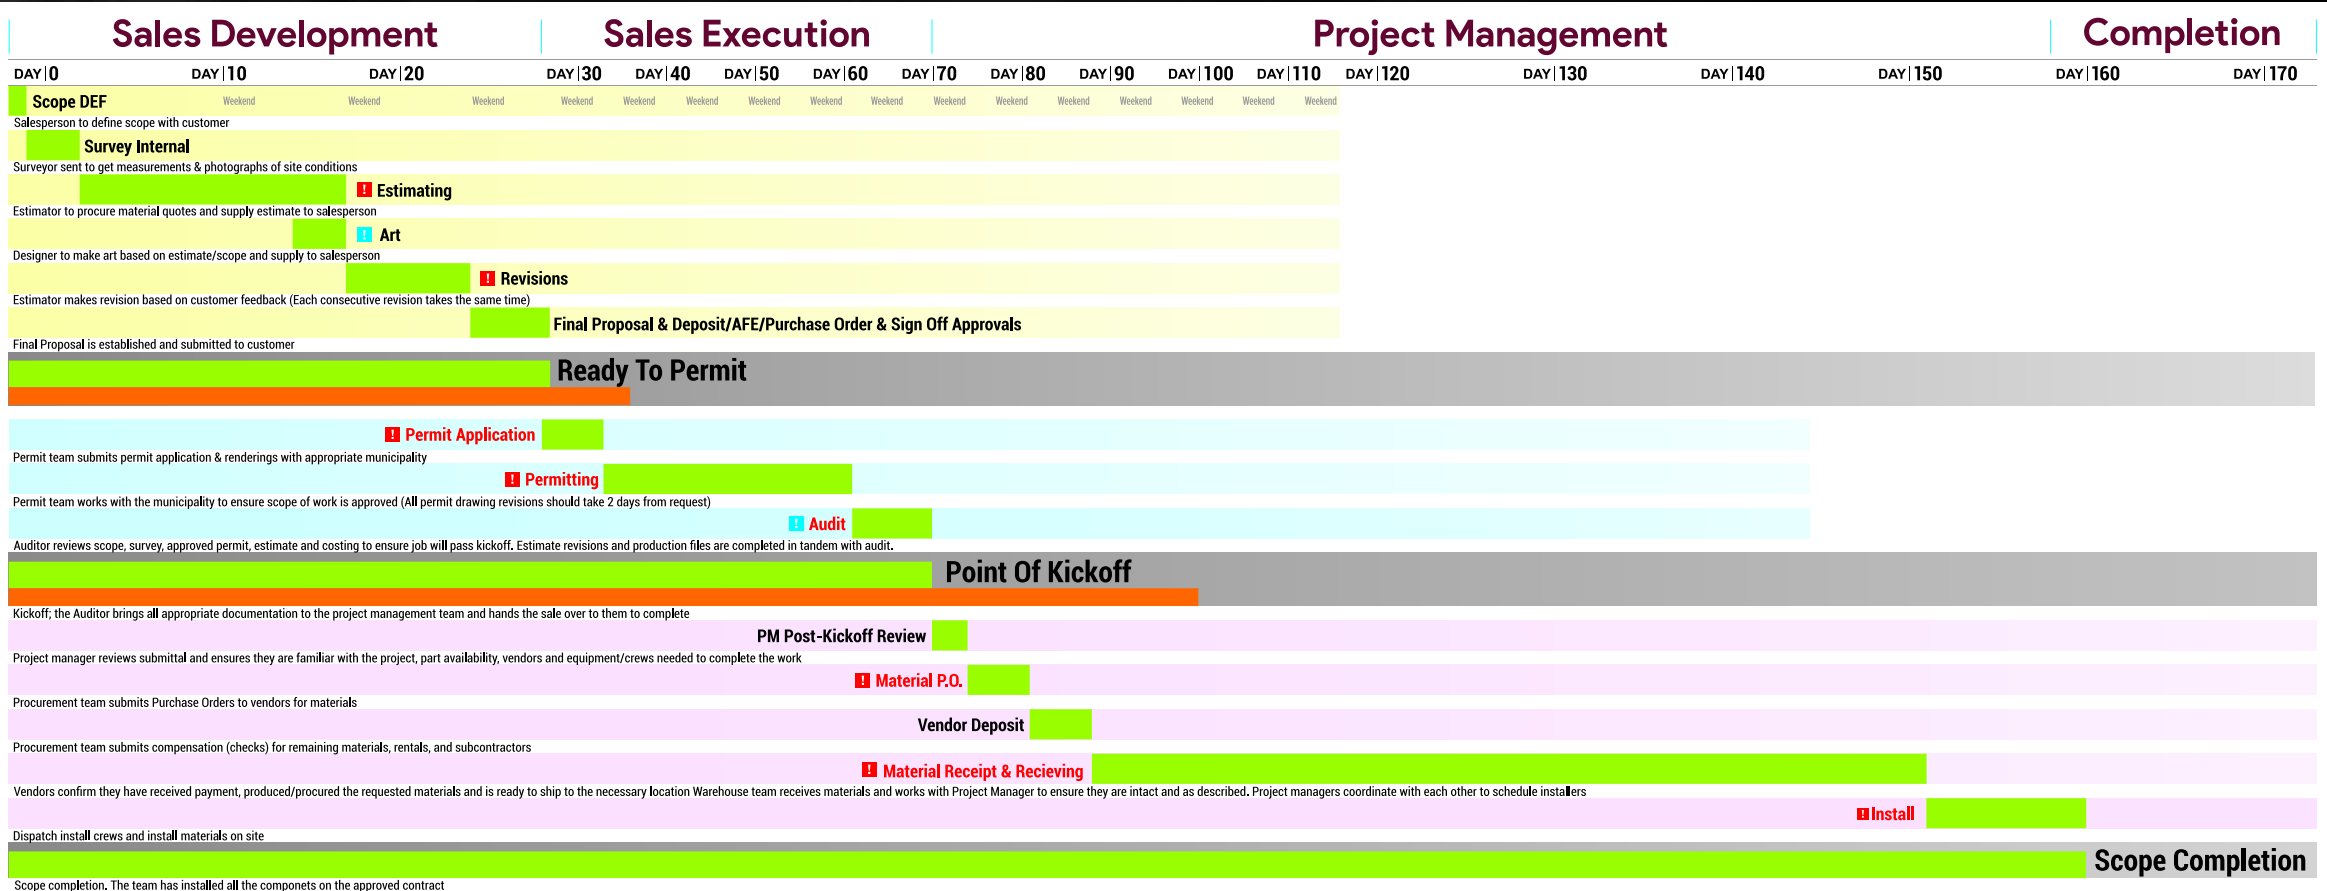 Sales Development Sales Execution Project Management Completion
DAY 0 DAY 10 DAY 20 DAY 30 DAY 40 DAY 50 DAY 60 DAY 70 DAY 80 DAY 90 DAY 100 DAY 110 DAY 120 DAY 130 DAY 140 DAY 150 DAY 160 DAY 170
Scope DEF Weekend Weekend Weekend Weekend Weekend Weekend Weekend Weekend Weekend Weekend Weekend Weekend Weekend Weekend Weekend Weekend
Salesperson to define scope with customer
Survey Internal
Surveyor sent to get measurements & photographs of site conditions
! Estimating
Estimator to procure material quotes and supply estimate to salesperson
! Art
Designer to make art based on estimate/scope and supply to salesperson
! Revisions
Estimator makes revision based on customer feedback (Each consecutive revision takes the same time)
Final Proposal & Deposit/AFE/Purchase Order & Sign Off Approvals
Final Proposal is established and submitted to customer
Ready To Permit
! Permit Application
Permit team submits permit application & renderings with appropriate municipality
! Permitting
Permit team works with the municipality to ensure scope of work is approved (All permit drawing revisions should take 2 days from request)
! Audit
Auditor reviews scope, survey, approved permit, estimate and costing to ensure job will pass kickoff. Estimate revisions and production files are completed in tandem with audit.
Point Of Kickoff
Kickoff; the Auditor brings all appropriate documentation to the project management team and hands the sale over to them to complete
PM Post-Kickoff Review
Project manager reviews submittal and ensures they are familiar with the project, part availability, vendors and equipment/crews needed to complete the work
! Material P.O.
Procurement team submits Purchase Orders to vendors for materials
Vendor Deposit
Procurement team submits compensation (checks) for remaining materials, rentals, and subcontractors
! Material Receipt & Recieving
Vendors confirm they have received payment, produced/procured the requested materials and is ready to ship to the necessary location Warehouse team receives materials and works with Project Manager to ensure they are intact and as described. Project managers coordinate with each other to schedule installers
! Install
Dispatch install crews and install materials on site
Scope Completion
Scope completion. The team has installed all the componets on the approved contract